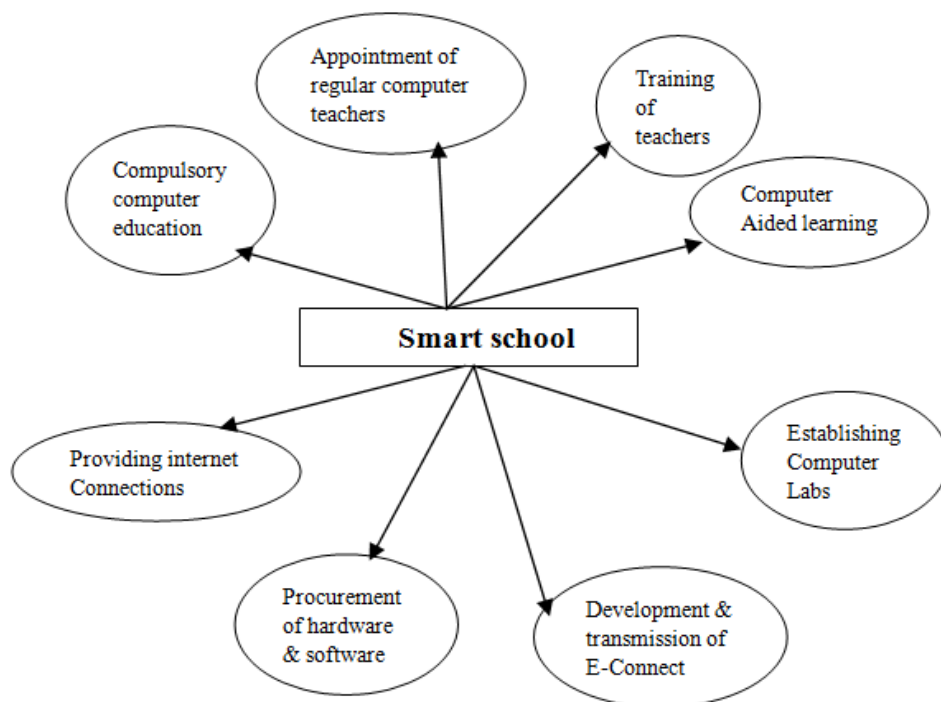 Appointment of
regular computer
teachers
Training
of
teachers
Compulsory
computer
education
Computer
Aided learning
Smart school
Providing internet
Connections
Establishing
Computer
Labs
Procurement
of hardware
& software
Development &
transmission of
E-Connect